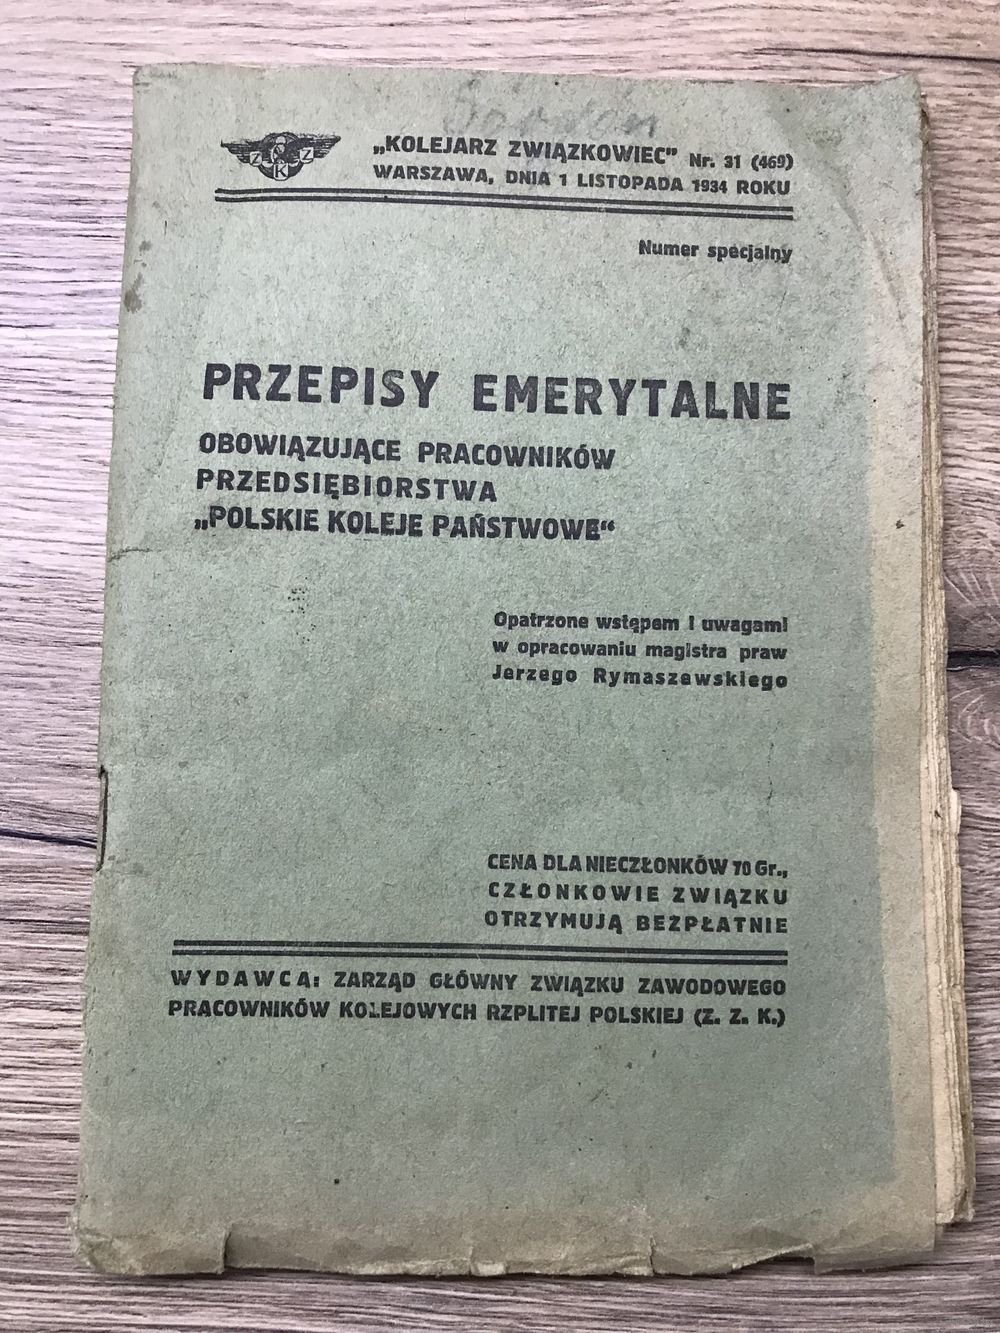 „KOLEJARZ ZWIĄZKOWIEC" Nr. 31 (469)
WARSZAWA, DNIA 1 LISTOPADA 1934 ROKU
Z Z K
Numer specjalny
PRZEPISY EMERYTALNE
OBOWIĄZUJĄCE PRACOWNIKÓW
PRZEDSIĘBIORSTWA
„POLSKIE KOLEJE PAŃSTWOWE“
Opatrzone wstępem i uwagami
w opracowaniu magistra praw
Jerzego Rymaszewskiego
CENA DLA NIECZŁONKÓW 70 Gr.,
CZŁONKOWIE ZWIĄZKU
OTRZYMUJĄ BEZPŁATNIE
WYDAWCA: ZARZĄD GŁÓWNY ZWIĄZKU ZAWODOWEGO
PRACOWNIKÓW KOLEJOWYCH RZPLITEJ POLSKIEJ (Z. Z. K.)